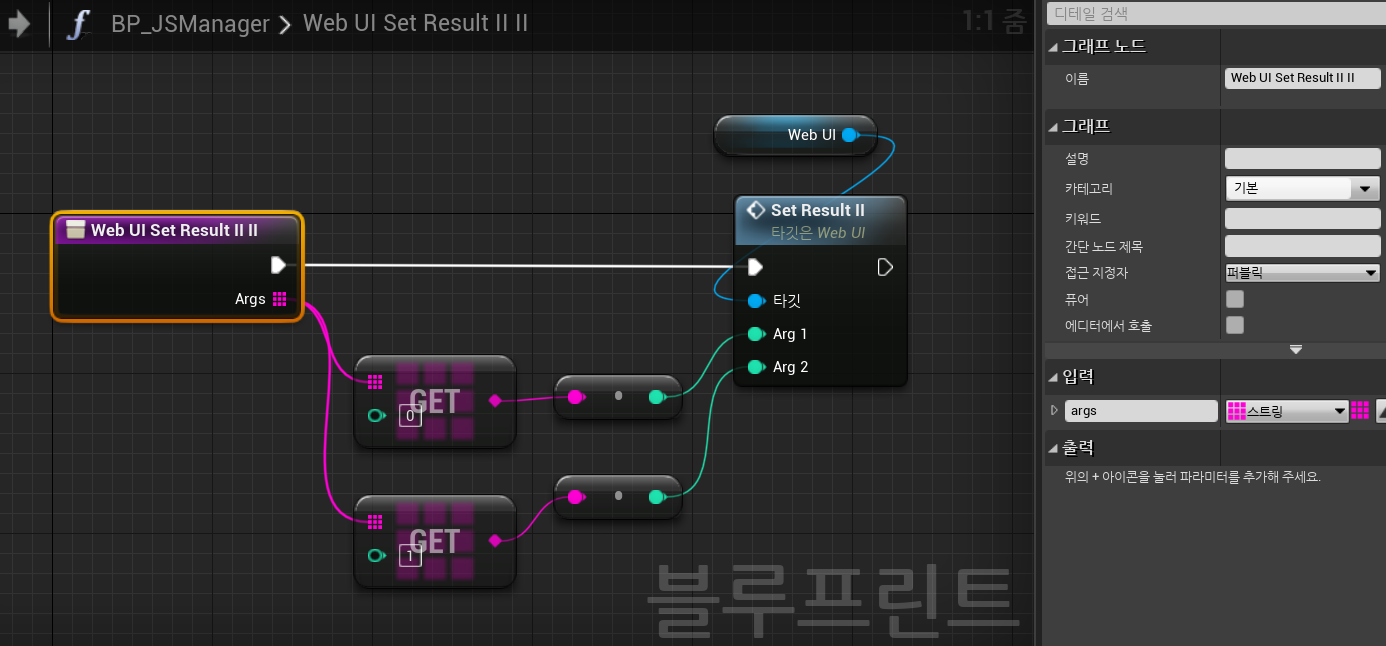 BP_JSManager > Web UI Set Result II II
1:1 줌
Web UI
Web UI Set Result II II
Args
Set Result II
타깃은 Web UI
타깃
Arg 1
Arg 2
GET
0
GET
1
블루프린트
디테일 검색
그래프 노드
이름 Web UI Set Result II II
그래프
설명
카테고리 기본
키워드
간단 노드 제목
접근 지정자 퍼블릭
퓨어
에디터에서 호출
입력
args 스트링
출력
위의 + 아이콘을 눌러 파라미터를 추가해 주세요.